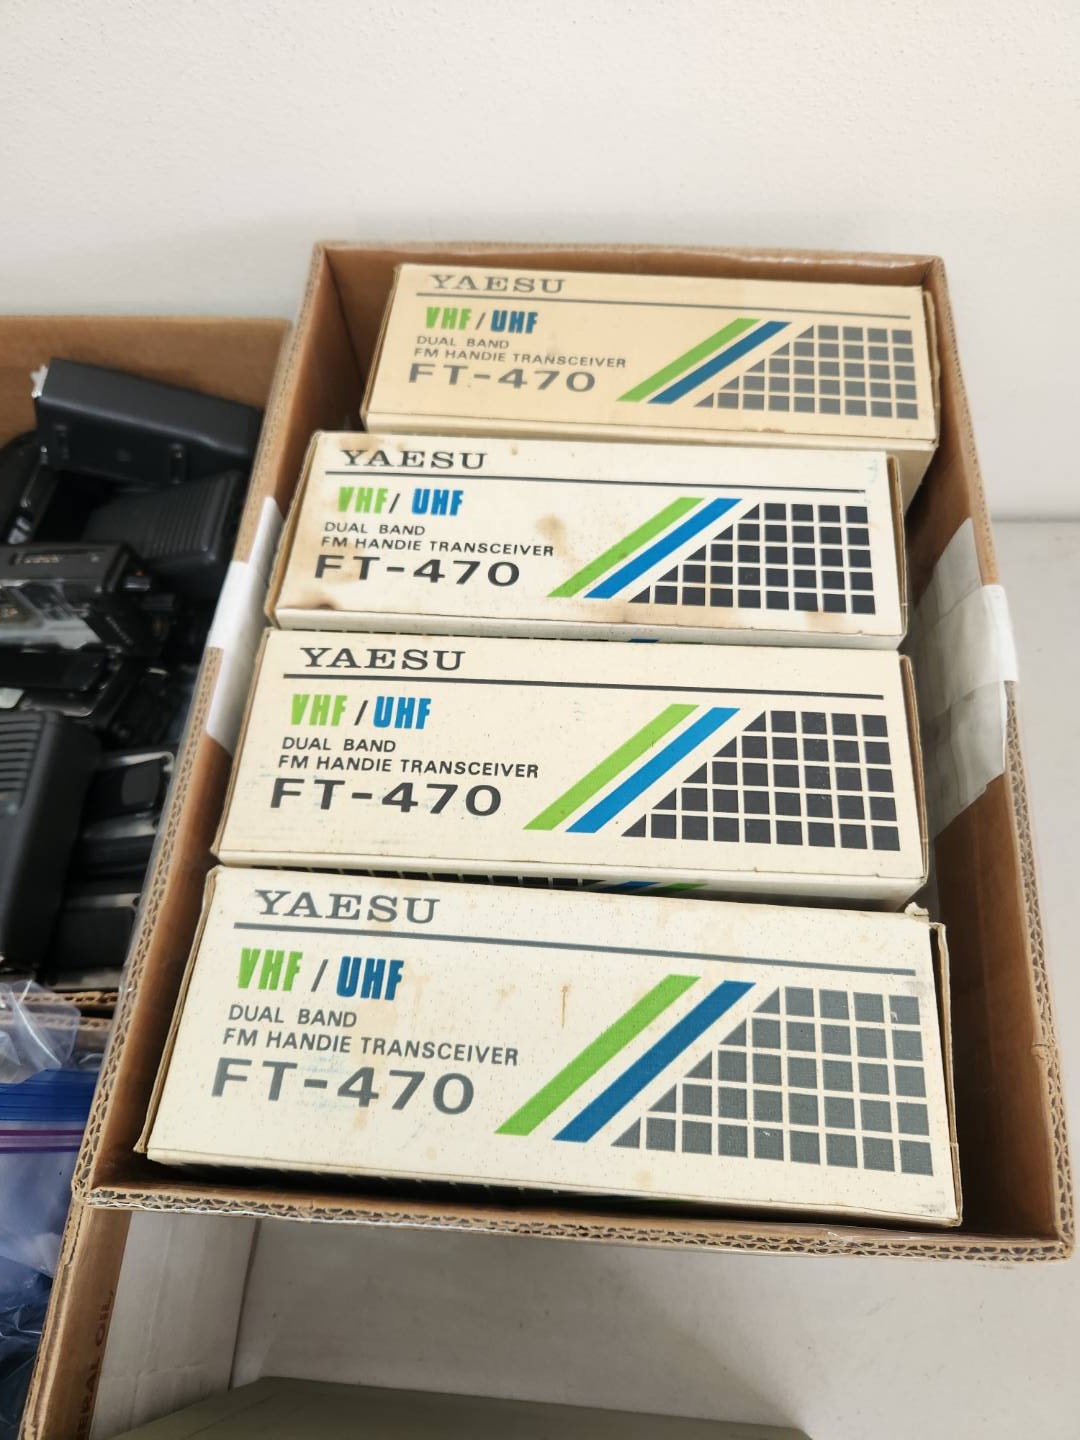 YAESU
VHF / UHF
DUAL BAND
FM HANDIE TRANSCEIVER
FT-470
YAESU
VHF / UHF
DUAL BAND
FM HANDIE TRANSCEIVER
FT-470
YAESU
VHF / UHF
DUAL BAND
FM HANDIE TRANSCEIVER
FT-470
YAESU
VHF / UHF
DUAL BAND
FM HANDIE TRANSCEIVER
FT-470